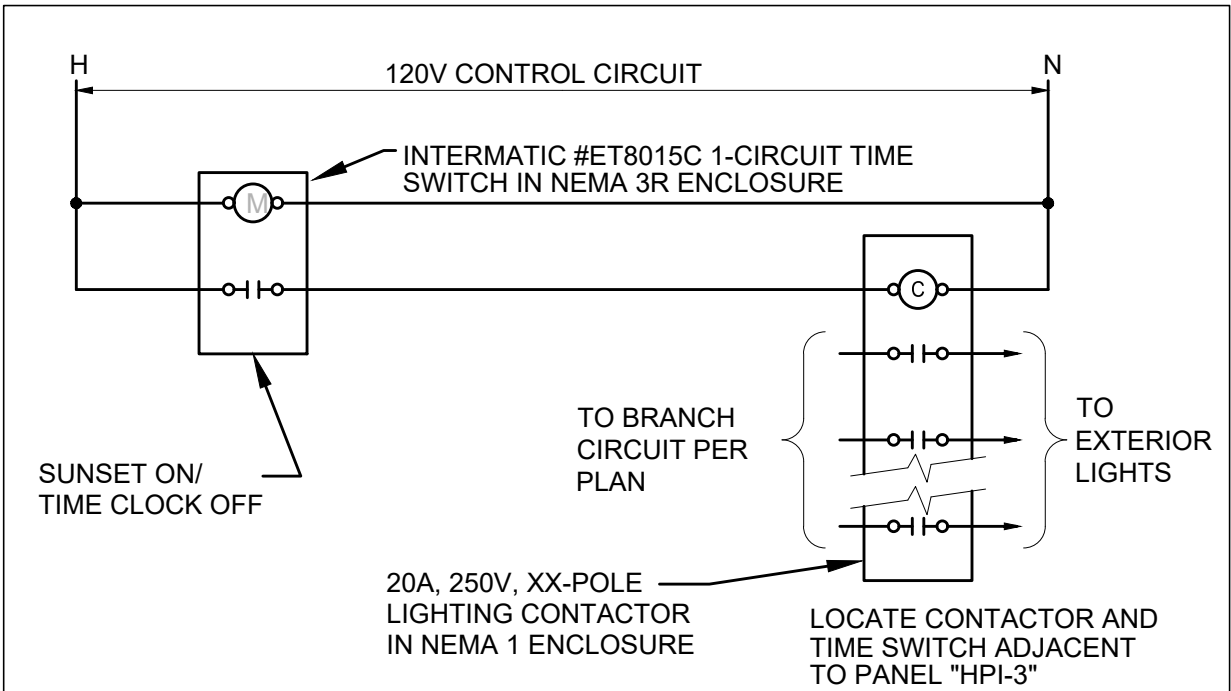 H
N
120V CONTROL CIRCUIT
INTERMATIC #ET8015C 1-CIRCUIT TIME
SWITCH IN NEMA 3R ENCLOSURE
M
C
SUNSET ON/
TIME CLOCK OFF
TO BRANCH
CIRCUIT PER
PLAN
TO
EXTERIOR
LIGHTS
20A, 250V, XX-POLE
LIGHTING CONTACTOR
IN NEMA 1 ENCLOSURE
LOCATE CONTACTOR AND
TIME SWITCH ADJACENT
TO PANEL "HPI-3"